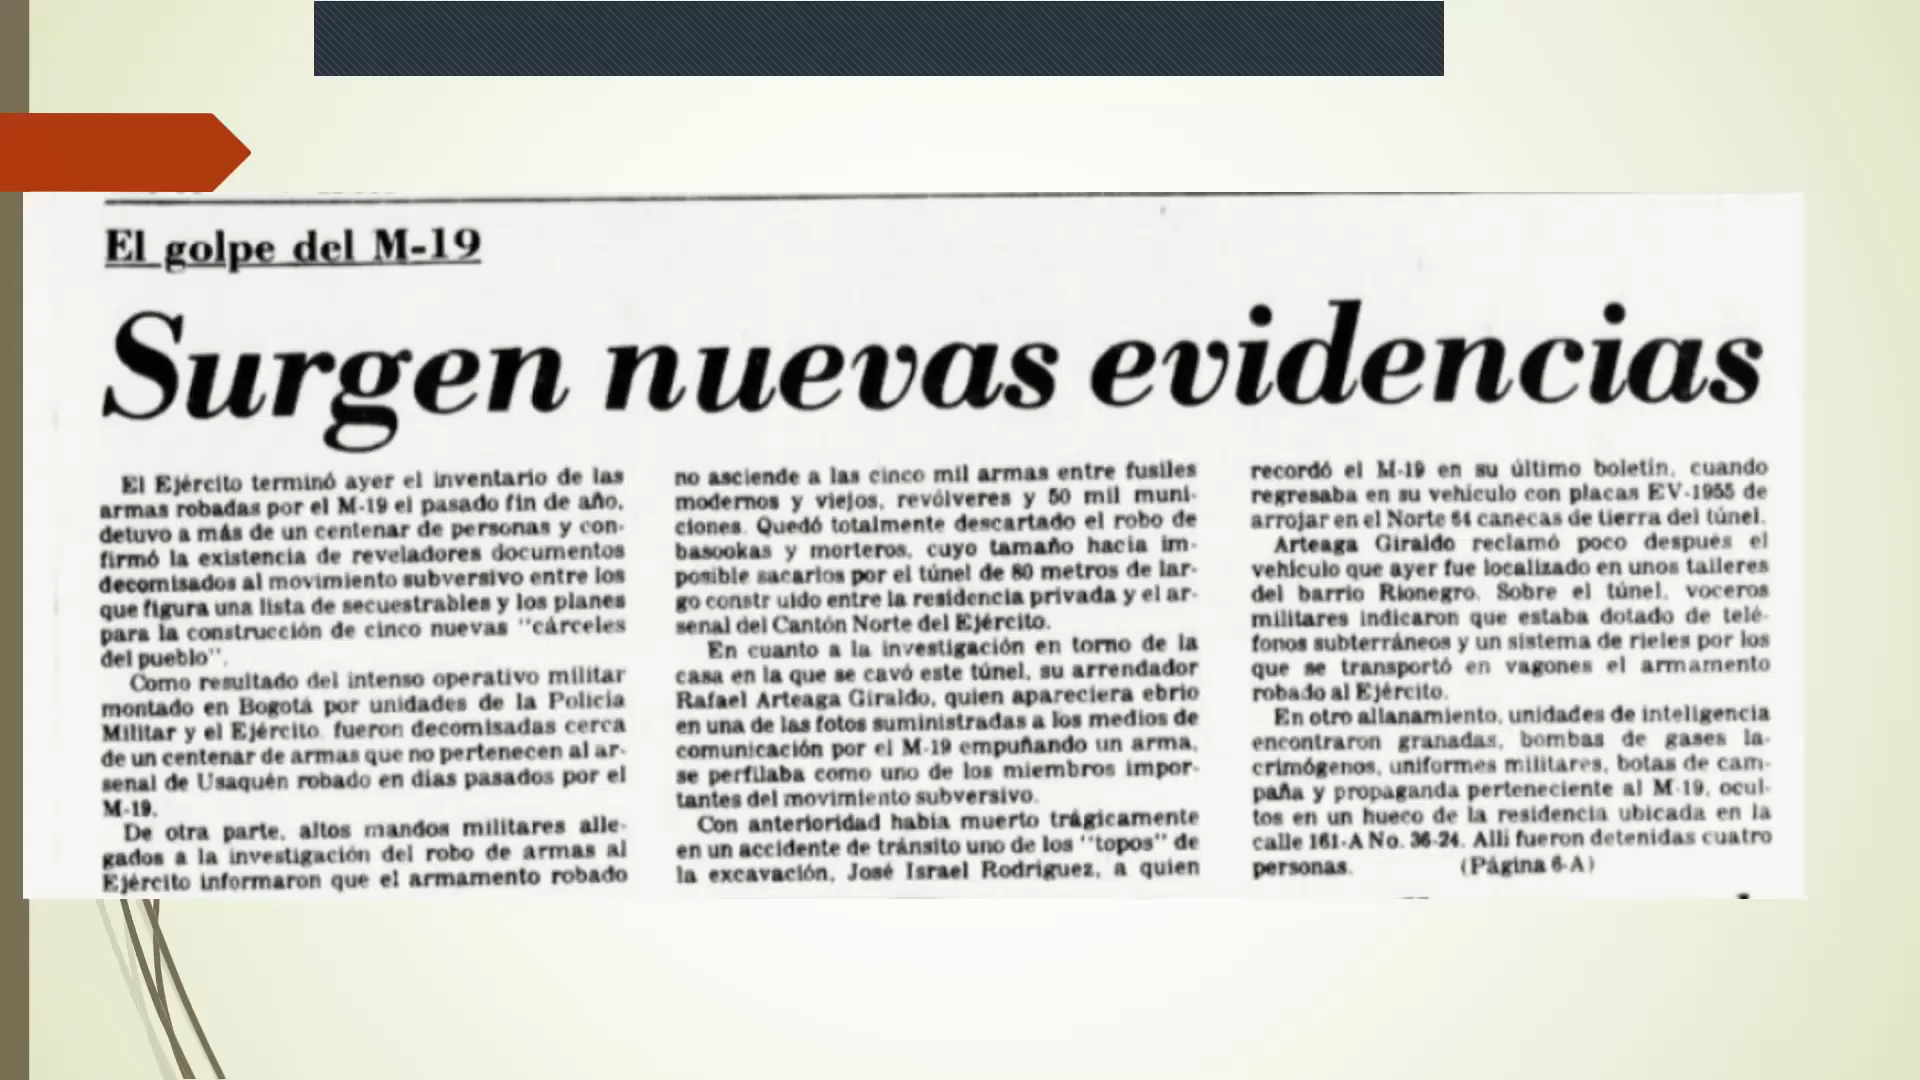 El golpe del M-19
Surgen nuevas evidencias
El Ejército terminó ayer el inventario de las
armas robadas por el M-19 el pasado fin de año,
detuvo a más de un centenar de personas y con-
firmó la existencia de reveladores documentos
decomisados al movimiento subversivo entre los
que figura una lista de secuestrables y los planes
para la construcción de cinco nuevas "cárceles
del pueblo".
Como resultado del intenso operativo militar
montado en Bogotá por unidades de la Policía
Militar y el Ejército, fueron decomisadas cerca
de un centenar de armas que no pertenecen al ar-
senal de Usaquén robado en días pasados por el
M-19.
De otra parte, altos mandos militares alle-
gados a la investigación del robo de armas al
Ejército informaron que el armamento robado
no asciende a las cinco mil armas entre fusiles
modernos y viejos, revólveres y 50 mil muni-
ciones. Quedó totalmente descartado el robo de
basookas y morteros, cuyo tamaño hacía im-
posible sacarlos por el túnel de 80 metros de lar-
go constr uido entre la residencia privada y el ar-
senal del Cantón Norte del Ejército.
En cuanto a la investigación en torno de la
casa en la que se cavó este túnel, su arrendador
Rafael Arteaga Giraldo, quien apareciera ebrio
en una de las fotos suministradas a los medios de
comunicación por el M-19 empuñando un arma,
se perfilaba como uno de los miembros impor-
tantes del movimiento subversivo.
Con anterioridad había muerto trágicamente
en un accidente de tránsito uno de los "topos" de
la excavación, José Israel Rodríguez, a quien
recordó el M-19 en su último boletín, cuando
regresaba en su vehículo con placas EV-1955 de
arrojar en el Norte 64 canecas de tierra del túnel.
Arteaga Giraldo reclamó poco después el
vehículo que ayer fue localizado en unos talleres
del barrio Rionegro. Sobre el túnel, voceros
militares indicaron que estaba dotado de telé-
fonos subterráneos y un sistema de rieles por los
que se transportó en vagones el armamento
robado al Ejército.
En otro allanamiento, unidades de inteligencia
encontraron granadas, bombas de gases la-
crimógenos, uniformes militares, botas de cam-
paña y propaganda perteneciente al M-19, ocul-
tos en un hueco de la residencia ubicada en la
calle 161-A No. 36-24. Allí fueron detenidas cuatro
personas. (Página 6-A)